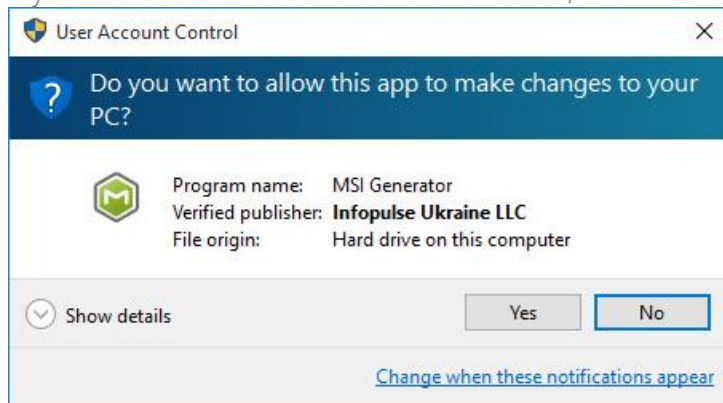 User Account Control
Do you want to allow this app to make changes to your
PC?
Program name: MSI Generator
Verified publisher: Infopulse Ukraine LLC
File origin: Hard drive on this computer
Show details
Yes
No
Change when these notifications appear